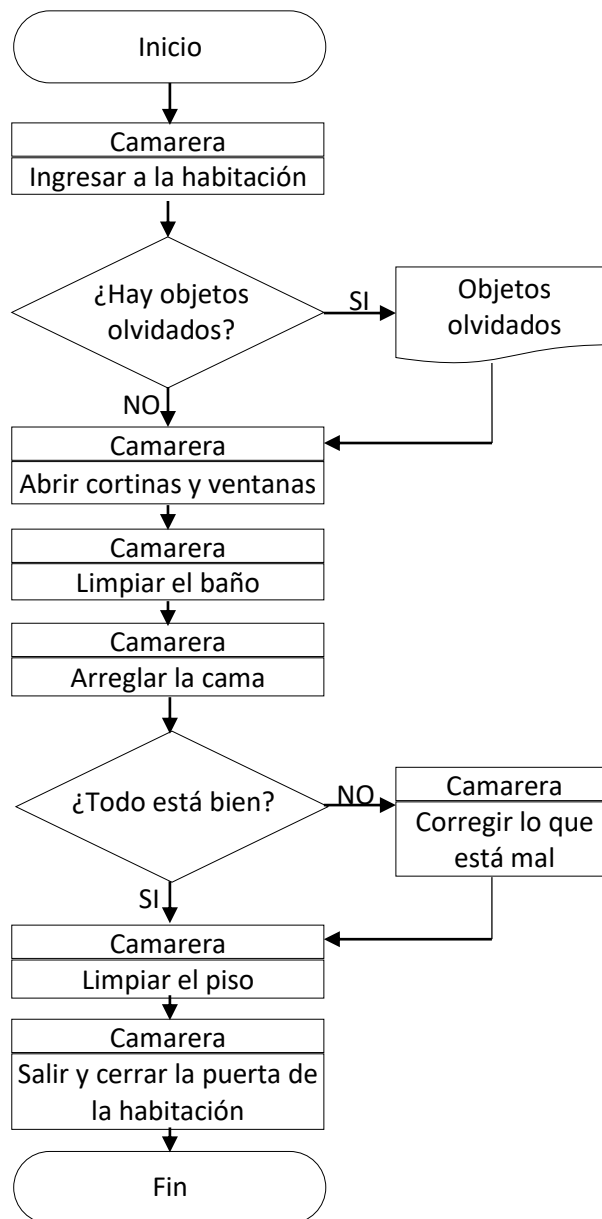 Inicio
Camarera
Ingresar a la habitación
¿Hay objetos
olvidados?
SI
Objetos
olvidados
NO
Camarera
Abrir cortinas y ventanas
Camarera
Limpiar el baño
Camarera
Arreglar la cama
¿Todo está bien?
NO
Camarera
Corregir lo que
está mal
SI
Camarera
Limpiar el piso
Camarera
Salir y cerrar la puerta de
la habitación
Fin